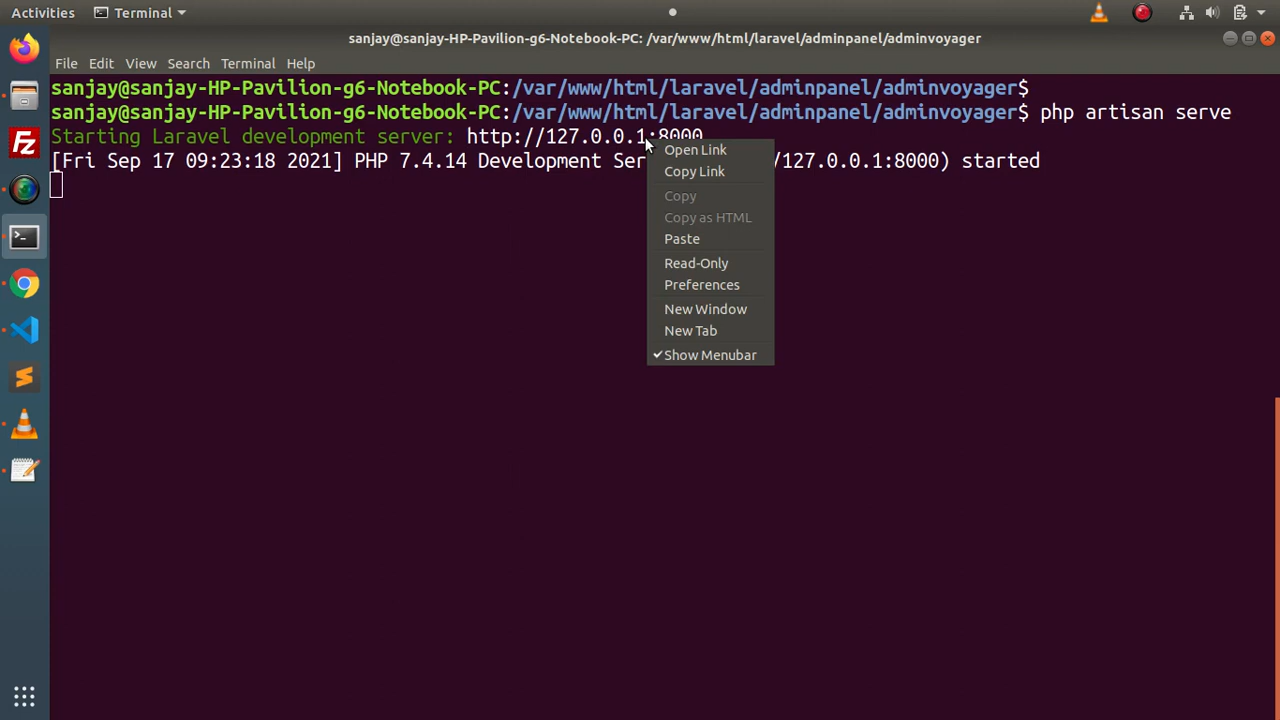 Activities Terminal
sanjay@sanjay-HP-Pavilion-g6-Notebook-PC: /var/www/html/laravel/adminpanel/adminvoyager
File Edit View Search Terminal Help
sanjay@sanjay-HP-Pavilion-g6-Notebook-PC:/var/www/html/laravel/adminpanel/adminvoyager$
sanjay@sanjay-HP-Pavilion-g6-Notebook-PC:/var/www/html/laravel/adminpanel/adminvoyager$ php artisan serve
Starting Laravel development server: http://127.0.0.1:8000
[Fri Sep 17 09:23:18 2021] PHP 7.4.14 Development Ser /127.0.0.1:8000) started
Open Link
Copy Link
Copy
Copy as HTML
Paste
Read-Only
Preferences
New Window
New Tab
Show Menubar
Fz